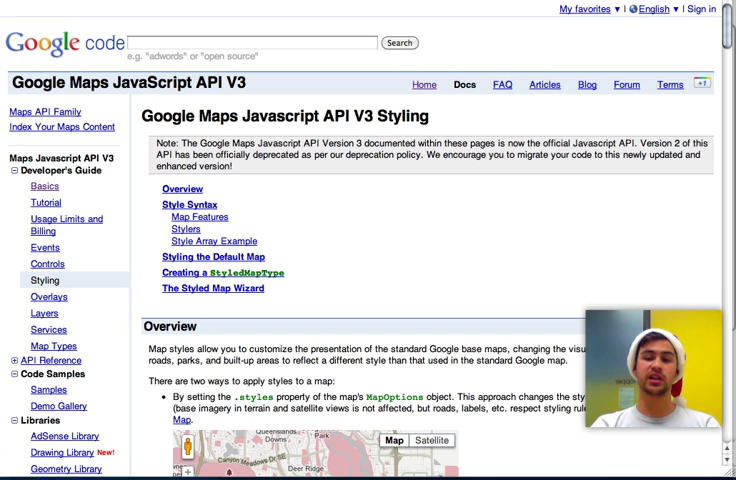 My favorites ▼ | English ▼ | Sign in
Google code
Search
e.g. "adwords" or "open source"
Google Maps JavaScript API V3
Home Docs FAQ Articles Blog Forum Terms +1
Maps API Family
Index Your Maps Content
Maps Javascript API V3
Developer's Guide
Basics
Tutorial
Usage Limits and
Billing
Events
Controls
Styling
Overlays
Layers
Services
Map Types
API Reference
Code Samples
Samples
Demo Gallery
Libraries
AdSense Library
Drawing Library New!
Geometry Library
Google Maps Javascript API V3 Styling
Note: The Google Maps Javascript API Version 3 documented within these pages is now the official Javascript API. Version 2 of this
API has been officially deprecated as per our deprecation policy. We encourage you to migrate your code to this newly updated and
enhanced version!
Overview
Style Syntax
Map Features
Stylers
Style Array Example
Styling the Default Map
Creating a StyledMapType
The Styled Map Wizard
Overview
Map styles allow you to customize the presentation of the standard Google base maps, changing the visu
roads, parks, and built-up areas to reflect a different style than that used in the standard Google map.
There are two ways to apply styles to a map:
• By setting the .styles property of the map's MapOptions object. This approach changes the sty
(base imagery in terrain and satellite views is not affected, but roads, labels, etc. respect styling rule
Map.
Queensland
Downs
Park
Canyon Meadows Dr SE
Deer Ridge
Map Satellite